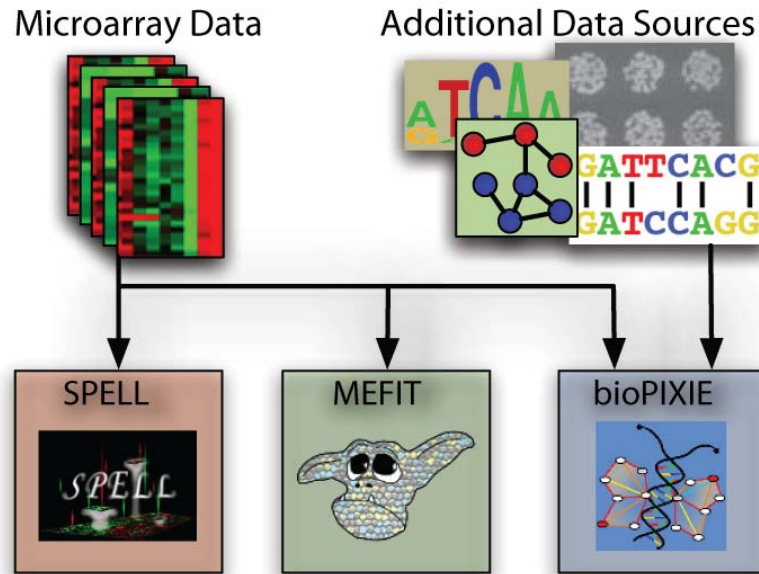 Microarray Data
Additional Data Sources
ATCAA
G
GATTCACG
GATCCAGG
SPELL
MEFIT
bioPIXIE
SPELL